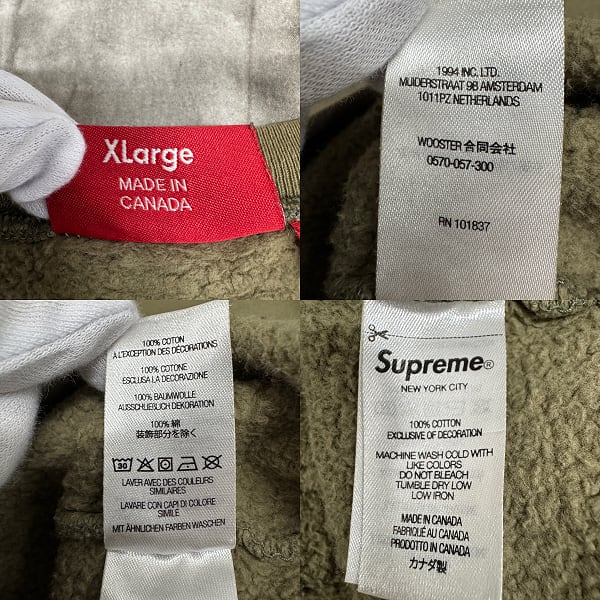 XLarge
MADE IN
CANADA
1994 INC. LTD.
MUIDERSTRAAT 9B AMSTERDAM
1011PZ NETHERLANDS
WOOSTER 合同会社
0570-057-300
RN 101837
100% COTON
À L'EXCEPTION DES DÉCORATIONS
100% COTONE
ESCLUSA LA DECORAZIONE
100% BAUMWOLLE
AUSSCHLIEßLICH DEKORATION
100% 綿
装飾部分を除く
30
LAVER AVEC DES COULEURS
SIMILAIRES
LAVARE CON CAPI DI COLORE
SIMILE
MIT ÄHNLICHEN FARBEN WASCHEN
Supreme®
NEW YORK CITY
100% COTTON
EXCLUSIVE OF DECORATION
MACHINE WASH COLD WITH
LIKE COLORS
DO NOT BLEACH
TUMBLE DRY LOW
LOW IRON
MADE IN CANADA
FABRIQUÉ AU CANADA
PRODOTTO IN CANADA
カナダ製